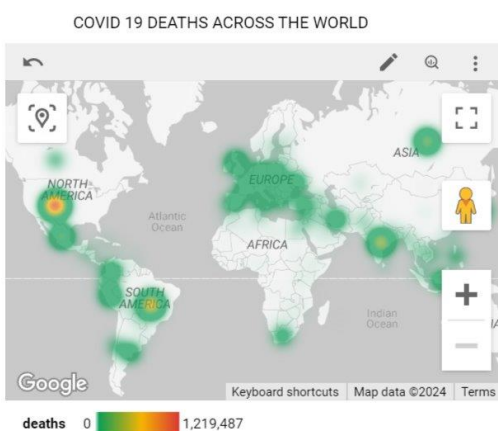 COVID 19 DEATHS ACROSS THE WORLD
ASIA
NORTH
AMERICA
EUROPE
Atlantic
Ocean
AFRICA
SOUTH
AMERICA
Indian
Ocean
Google
Keyboard shortcuts Map data ©2024 Terms
deaths 0 1,219,487